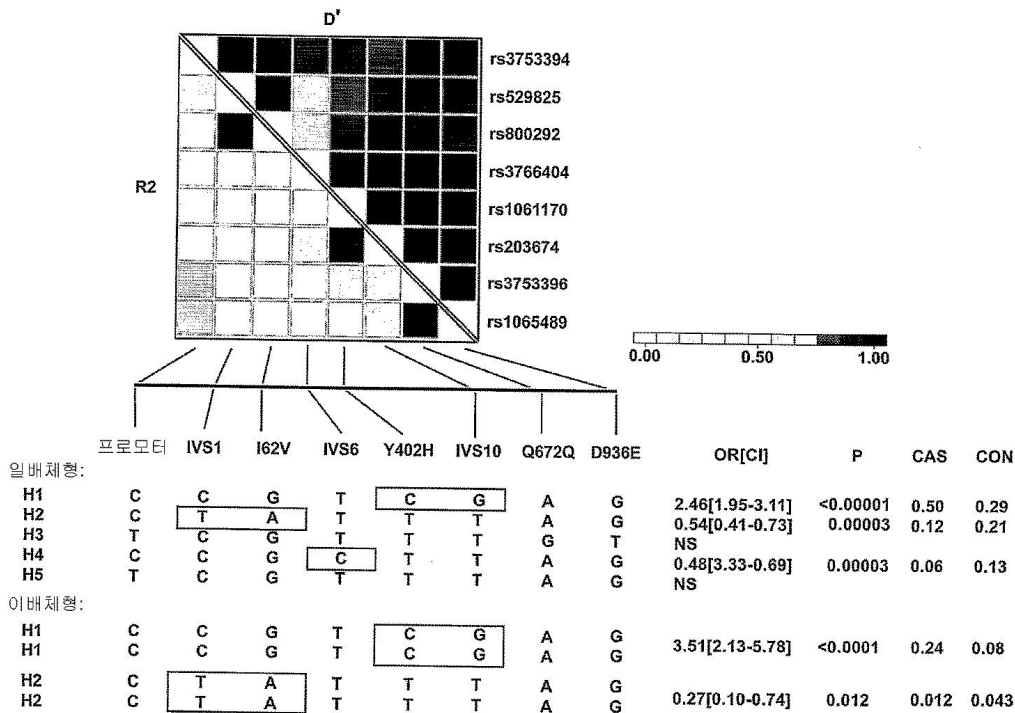 D'
rs3753394
rs529825
rs800292
rs3766404
R2
rs1061170
rs203674
rs3753396
rs1065489
0.00 0.50 1.00
프로모터 IVS1 I62V IVS6 Y402H IVS10 Q672Q D936E OR[CI] P CAS CON
일배체형:
H1 C C G T C G A G 2.46[1.95-3.11] <0.00001 0.50 0.29
H2 C T A T T T A G 0.54[0.41-0.73] 0.00003 0.12 0.21
H3 T C G T T T G T NS
H4 C C G C T T A G 0.48[3.33-0.69] 0.00003 0.06 0.13
H5 T C G T T T A G NS
이배체형:
H1 C C G T C G A G
H1 C C G T C G A G
3.51[2.13-5.78] <0.0001 0.24 0.08
H2 C T A T T T A G
H2 C T A T T T A G
0.27[0.10-0.74] 0.012 0.012 0.043